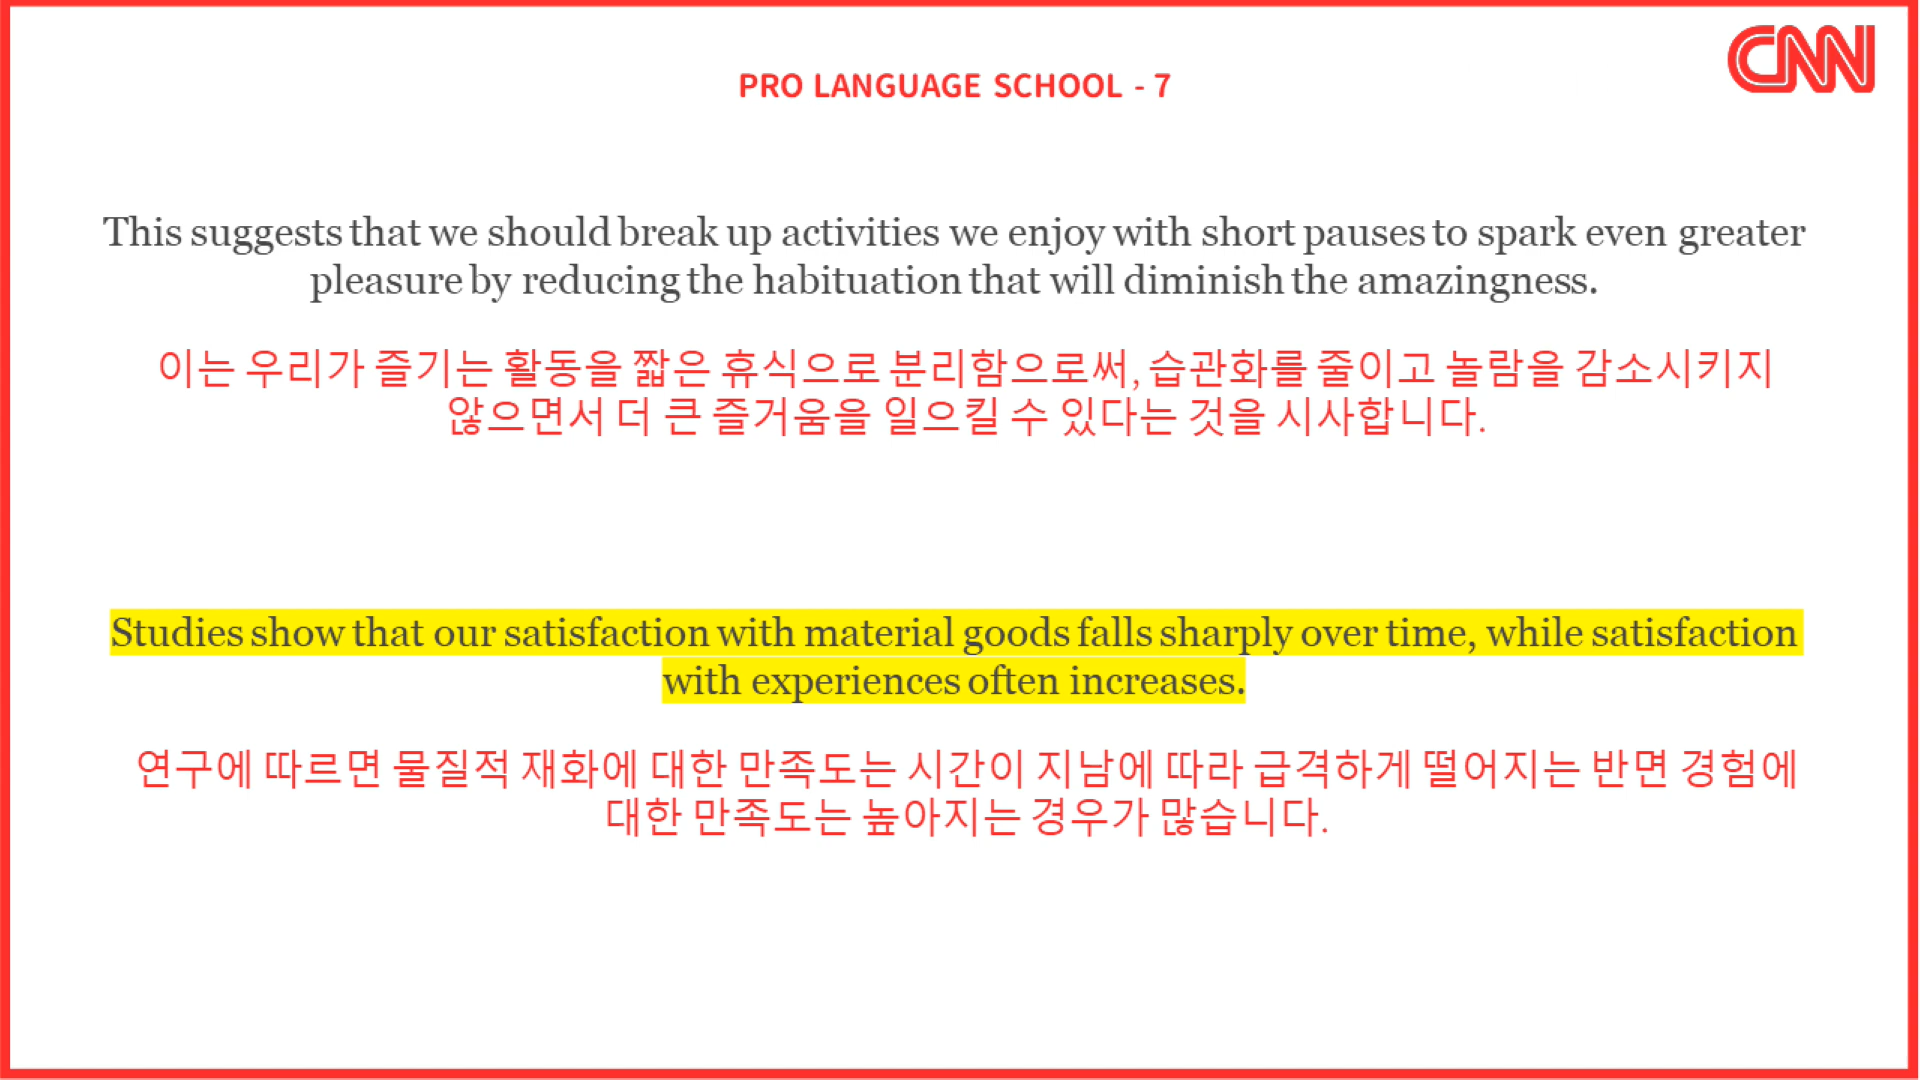 CNN
PRO LANGUAGE SCHOOL - 7
This suggests that we should break up activities we enjoy with short pauses to spark even greater
pleasure by reducing the habituation that will diminish the amazingness.
이는 우리가 즐기는 활동을 짧은 휴식으로 분리함으로써, 습관화를 줄이고 놀람을 감소시키지
않으면서 더 큰 즐거움을 일으킬 수 있다는 것을 시사합니다.
Studies show that our satisfaction with material goods falls sharply over time, while satisfaction
with experiences often increases.
연구에 따르면 물질적 재화에 대한 만족도는 시간이 지남에 따라 급격하게 떨어지는 반면 경험에
대한 만족도는 높아지는 경우가 많습니다.